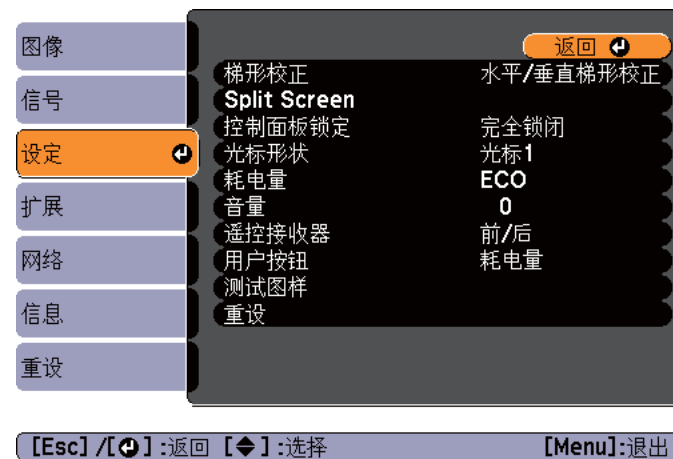 图像
信号
设定
扩展
网络
信息
重设
返回
梯形校正 水平/垂直梯形校正
Split Screen
控制面板锁定 完全锁闭
光标形状 光标1
耗电量 ECO
音量 0
遥控接收器 前/后
用户按钮 耗电量
测试图样
重设
[Esc] /[ ] :返回 [ ] :选择 [Menu]:退出